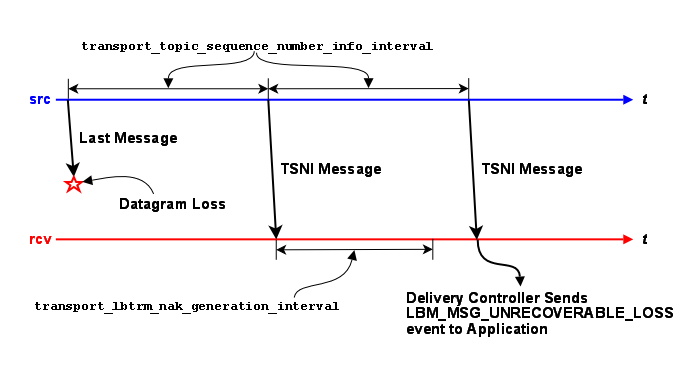 transport_topic_sequence_number_info_interval
src
t
Last Message
TSNI Message
TSNI Message
Datagram Loss
rcv
t
transport_lbtrm_nak_generation_interval
Delivery Controller Sends
LBM_MSG_UNRECOVERABLE_LOSS
event to Application